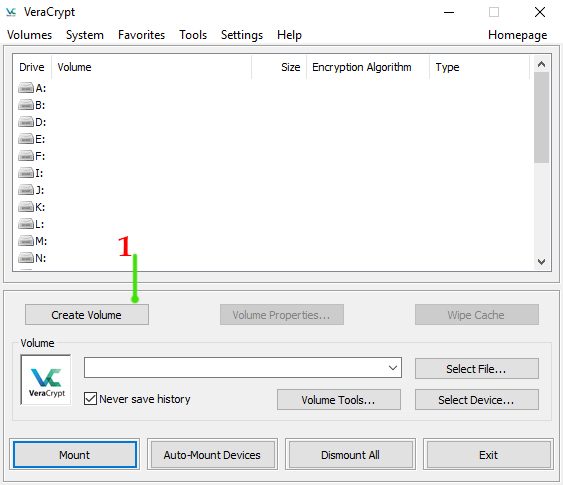 VeraCrypt
Volumes System Favorites Tools Settings Help Homepage
Drive Volume Size Encryption Algorithm Type
A:
B:
D:
E:
F:
I:
J:
K:
L:
M:
N:
1
Create Volume Volume Properties... Wipe Cache
Volume
VeraCrypt
Select File...
Never save history Volume Tools... Select Device...
Mount Auto-Mount Devices Dismount All Exit